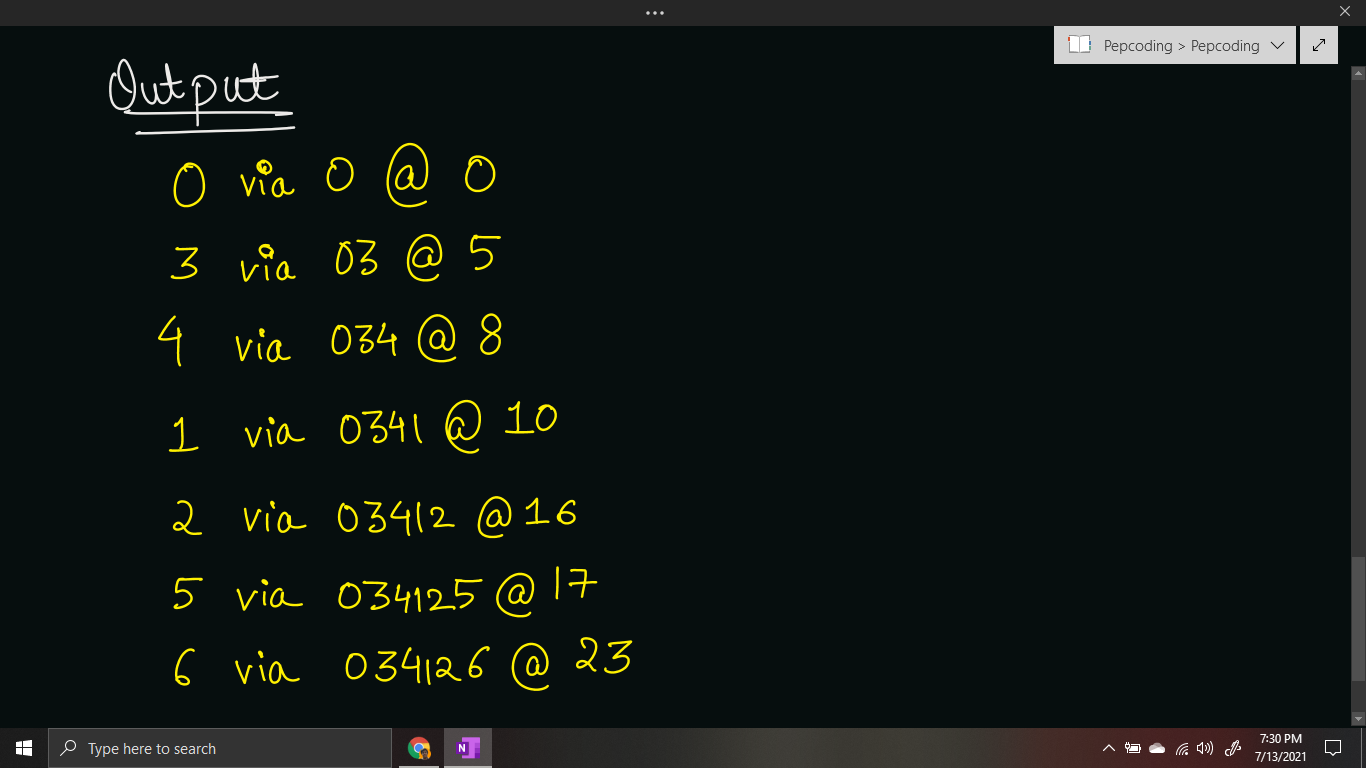 Pepcoding > Pepcoding
Output
0 via 0 @ 0
3 via 03 @ 5
4 via 034 @ 8
1 via 0341 @ 10
2 via 03412 @ 16
5 via 034125 @ 17
6 via 034126 @ 23
Type here to search
7:30 PM
7/13/2021